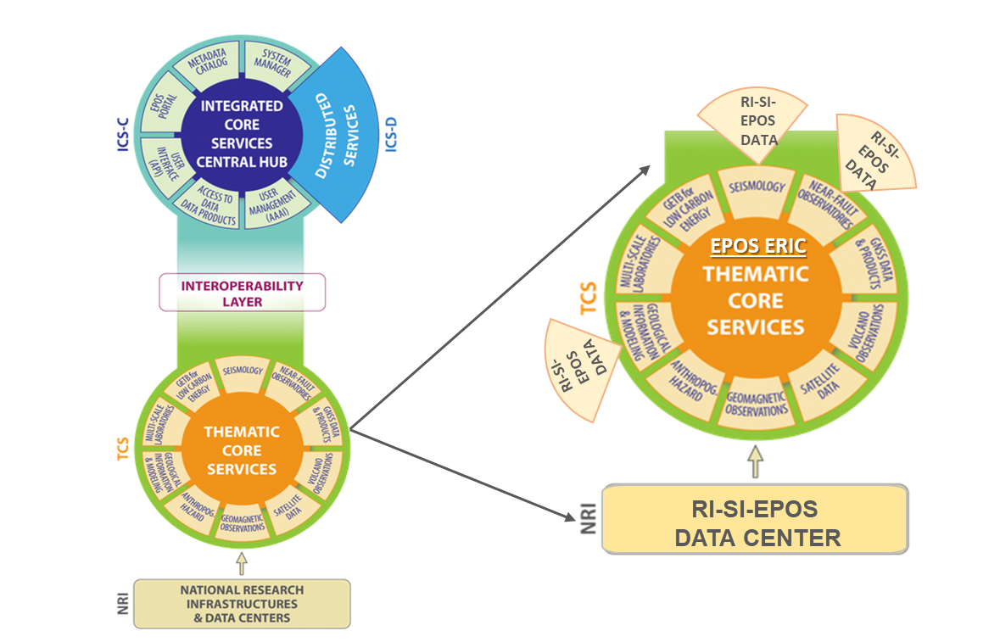 METADATA
CATALOG
SYSTEM
MANAGER
EPOS
PORTAL
ICS-C
INTEGRATED
CORE
SERVICES
CENTRAL HUB
DISTRIBUTED
SERVICES
ICS-D
USER
INTERFACE
(API)
ACCESS TO
DATA
DATA PRODUCTS
USER
MANAGEMENT
(AAAI)
INTEROPERABILITY
LAYER
GETB for
LOW CARBON
ENERGY
SEISMOLOGY
NEAR-FAULT
OBSERVATORIES
MULTI-SCALE
LABORATORIES
GNSS DATA
& PRODUCTS
TCS
THEMATIC
CORE
SERVICES
GEOLOGICAL
INFORMATION
& MODELING
VOLCANO
OBSERVATIONS
ANTHROPOG.
HAZARD
GEOMAGNETIC
OBSERVATIONS
SATELLITE
DATA
NRI
NATIONAL RESEARCH
INFRASTRUCTURES
& DATA CENTERS
RI-SI-
EPOS
DATA
RI-SI-
EPOS
DATA
GETB for
LOW CARBON
ENERGY
SEISMOLOGY
NEAR-FAULT
OBSERVATORIES
MULTI-SCALE
LABORATORIES
GNSS DATA
& PRODUCTS
TCS
EPOS ERIC
THEMATIC
CORE
SERVICES
GEOLOGICAL
INFORMATION
& MODELING
VOLCANO
OBSERVATIONS
RI-SI-
EPOS
DATA
ANTHROPOG.
HAZARD
GEOMAGNETIC
OBSERVATIONS
SATELLITE
DATA
NRI
RI-SI-EPOS
DATA CENTER